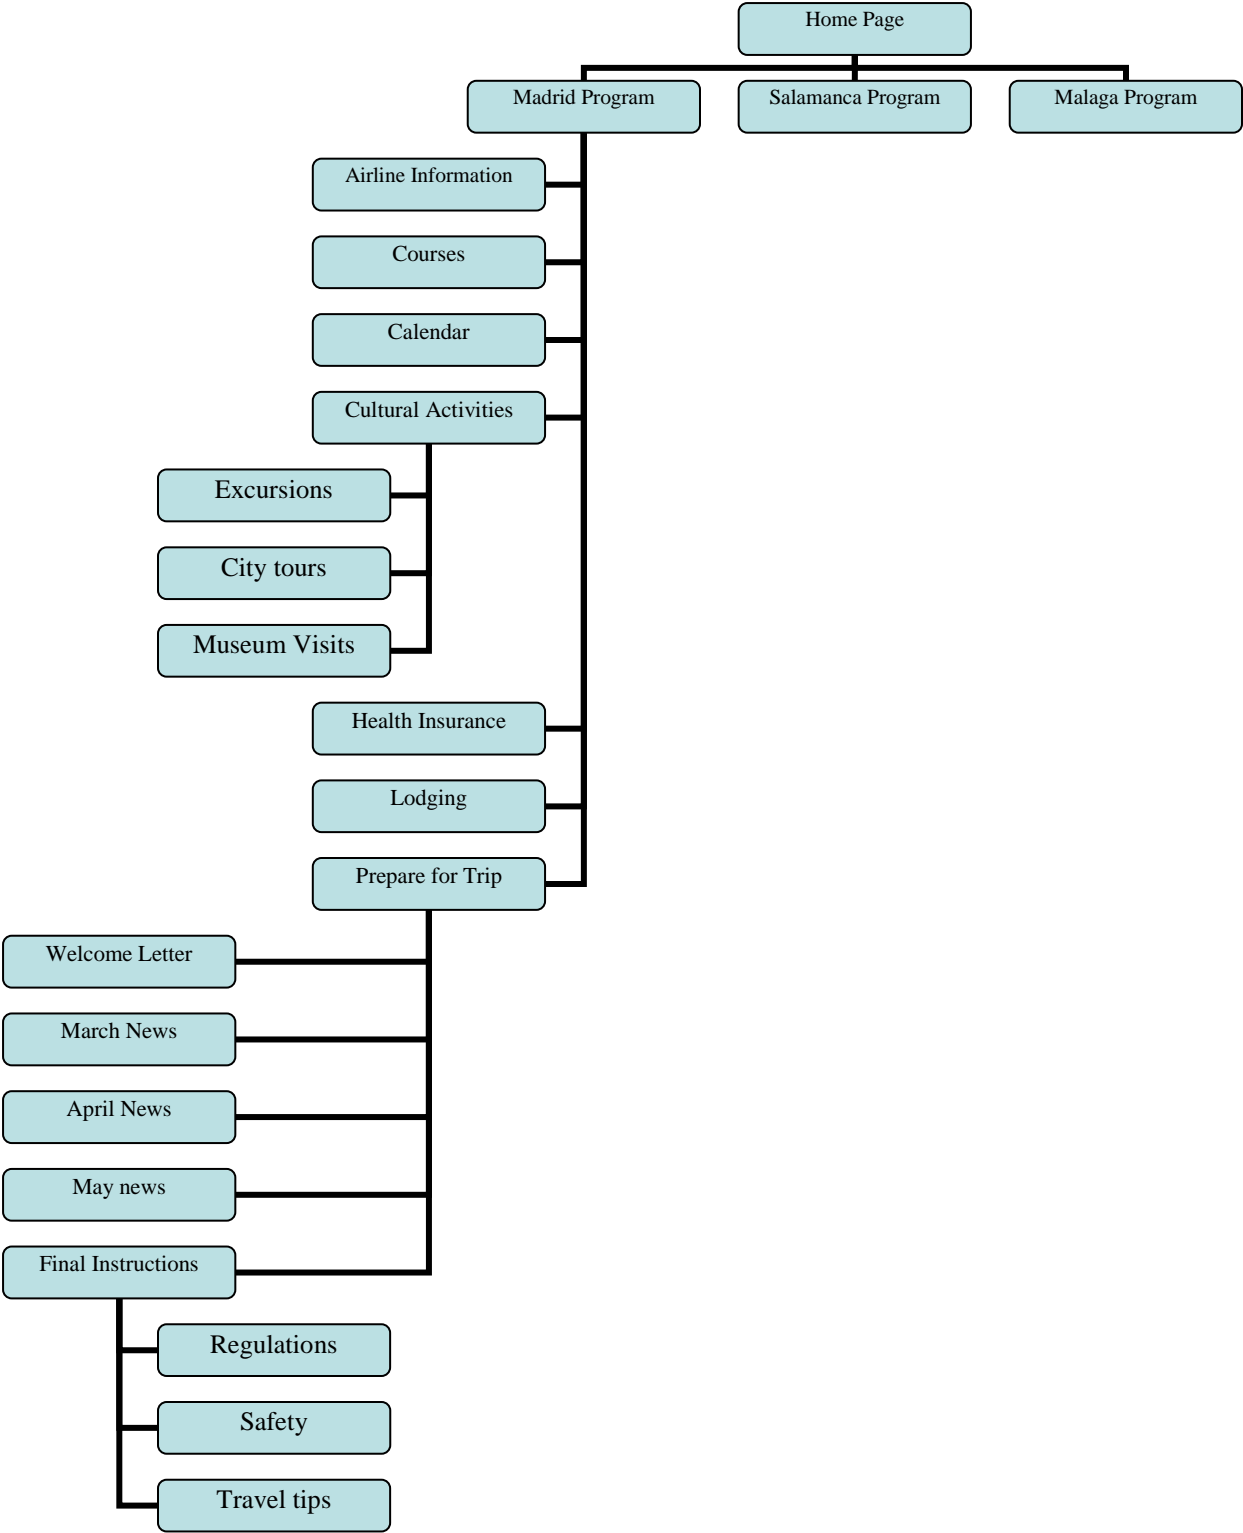 Home Page
Madrid Program
Salamanca Program
Malaga Program
Airline Information
Courses
Calendar
Cultural Activities
Excursions
City tours
Museum Visits
Health Insurance
Lodging
Prepare for Trip
Welcome Letter
March News
April News
May news
Final Instructions
Regulations
Safety
Travel tips